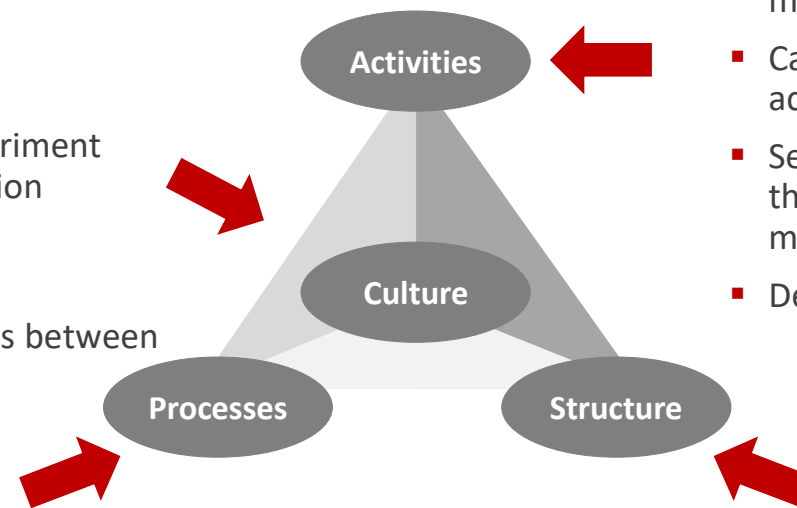 Activities
riment
ion
Culture
s between
Processes
Structure
m
Ca
ac
Se
th
m
De